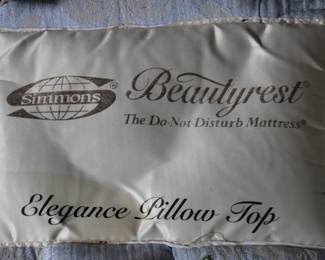 Simmons®
Beautyrest®
The Do-Not Disturb Mattress®
Elegance Pillow Top